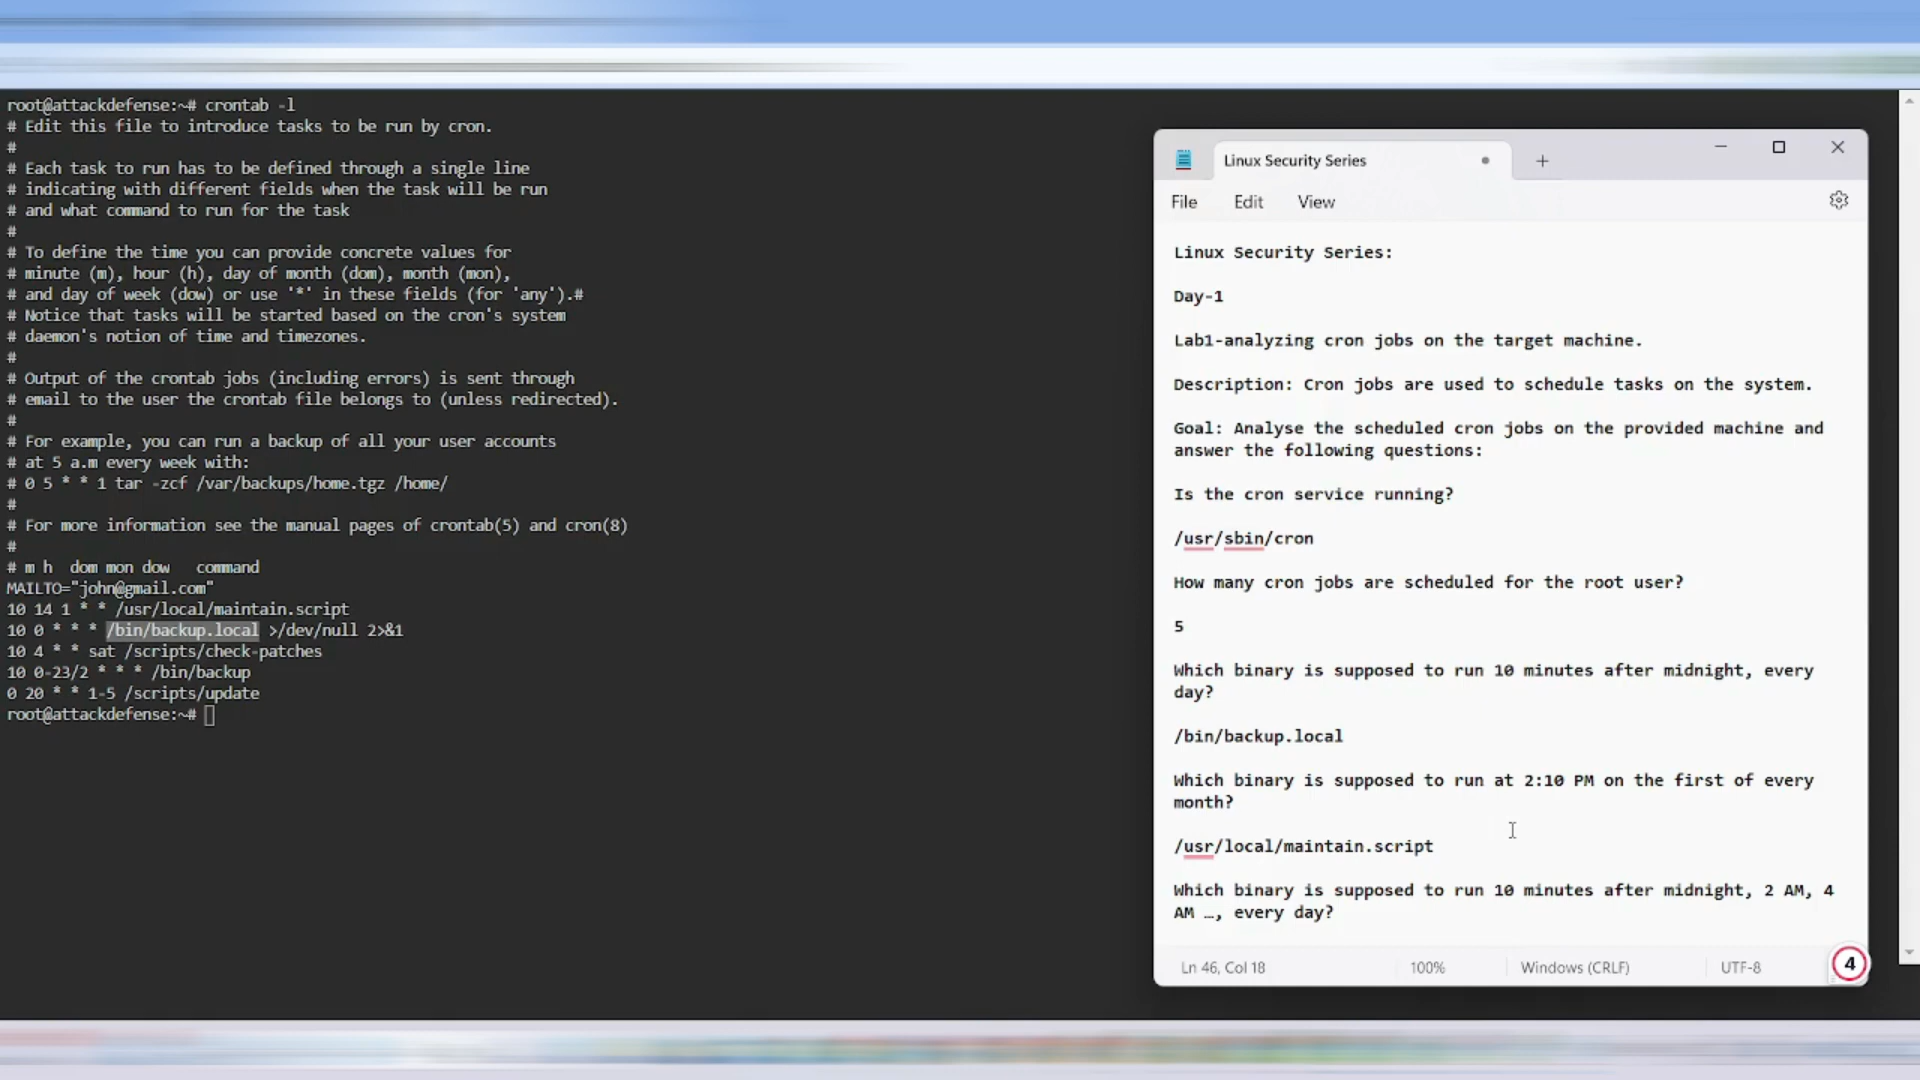 root@attackdefense:~# crontab -l
# Edit this file to introduce tasks to be run by cron.
#
# Each task to run has to be defined through a single line
# indicating with different fields when the task will be run
# and what command to run for the task
#
# To define the time you can provide concrete values for
# minute (m), hour (h), day of month (dom), month (mon),
# and day of week (dow) or use '*' in these fields (for 'any').#
# Notice that tasks will be started based on the cron's system
# daemon's notion of time and timezones.
#
# Output of the crontab jobs (including errors) is sent through
# email to the user the crontab file belongs to (unless redirected).
#
# For example, you can run a backup of all your user accounts
# at 5 a.m every week with:
# 0 5 * * 1 tar -zcf /var/backups/home.tgz /home/
#
# For more information see the manual pages of crontab(5) and cron(8)
#
# m h  dom mon dow   command
MAILTO="john@gmail.com"
10 14 1 * * /usr/local/maintain.script
10 0 * * * /bin/backup.local >/dev/null 2>&1
10 4 * * sat /scripts/check-patches
10 0-23/2 * * * /bin/backup
0 20 * * 1-5 /scripts/update
root@attackdefense:~#
Linux Security Series
File Edit View
Linux Security Series:
Day-1
Lab1-analyzing cron jobs on the target machine.
Description: Cron jobs are used to schedule tasks on the system.
Goal: Analyse the scheduled cron jobs on the provided machine and
answer the following questions:
Is the cron service running?
/usr/sbin/cron
How many cron jobs are scheduled for the root user?
5
Which binary is supposed to run 10 minutes after midnight, every
day?
/bin/backup.local
Which binary is supposed to run at 2:10 PM on the first of every
month?
/usr/local/maintain.script
Which binary is supposed to run 10 minutes after midnight, 2 AM, 4
AM …, every day?
Ln 46, Col 18 100% Windows (CRLF) UTF-8
4